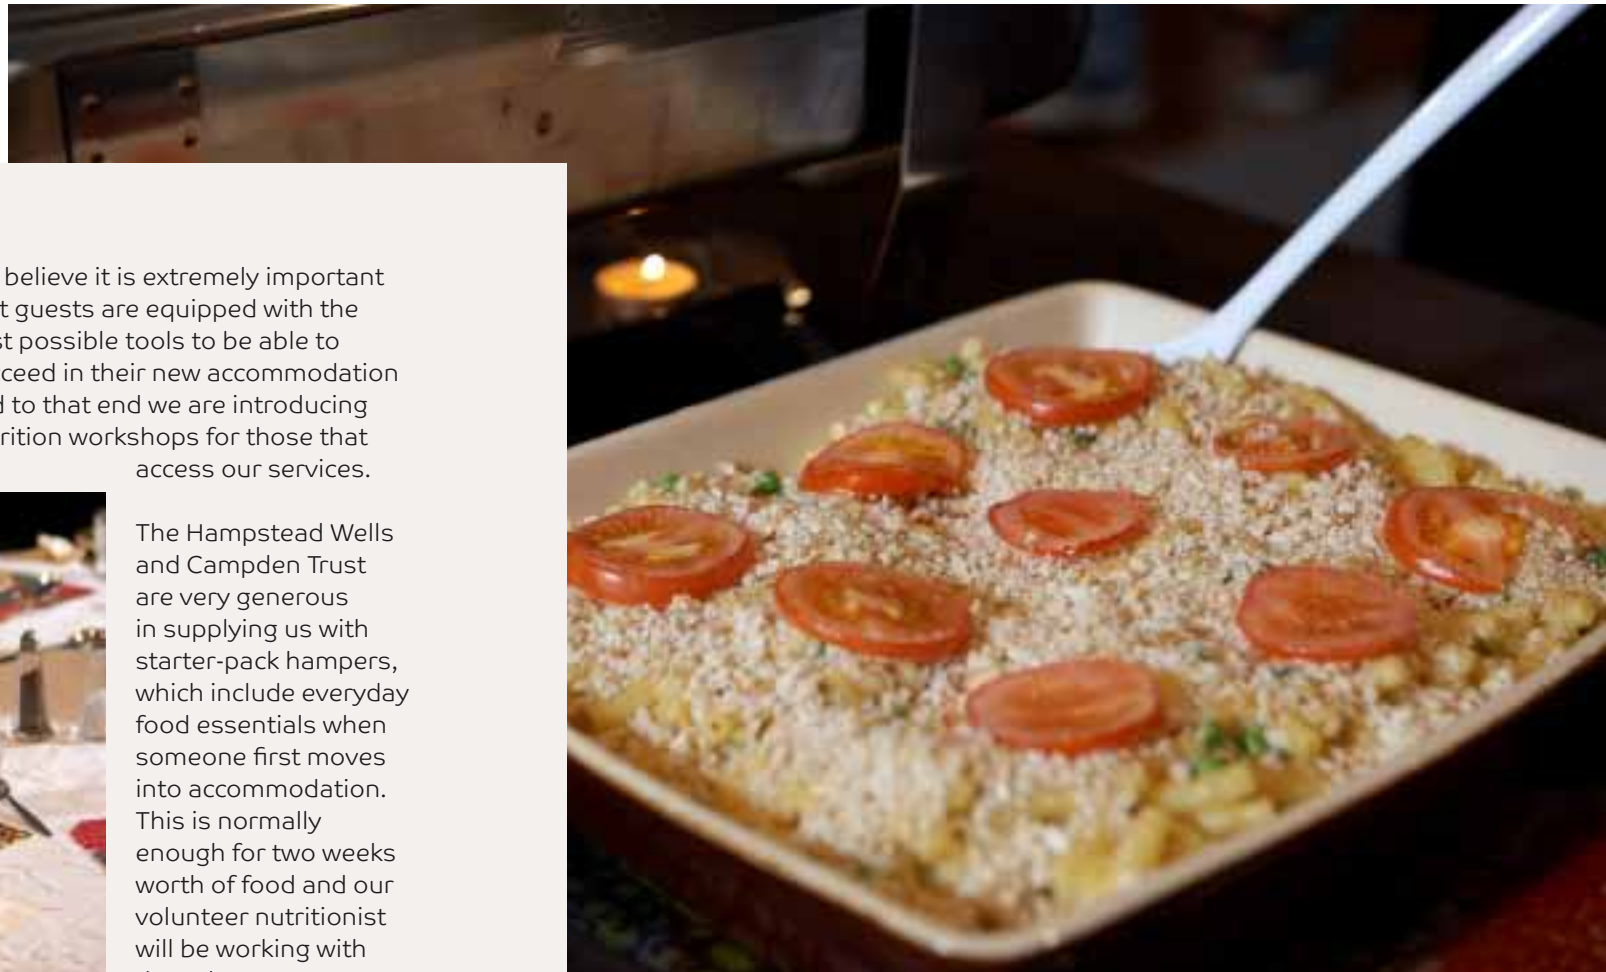 believe it is extremely important
t guests are equipped with the
st possible tools to be able to
ceed in their new accommodation
d to that end we are introducing
rition workshops for those that
access our services.
The Hampstead Wells
and Campden Trust
are very generous
in supplying us with
starter-pack hampers,
which include everyday
food essentials when
someone first moves
into accommodation.
This is normally
enough for two weeks
worth of food and our
volunteer nutritionist
will be working with